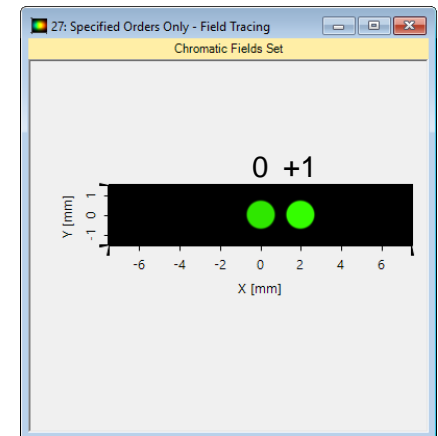 27: Specified Orders Only - Field Tracing
Chromatic Fields Set
0 +1
Y [mm]
1
0
-1
-6 -4 -2 0 2 4 6
X [mm]